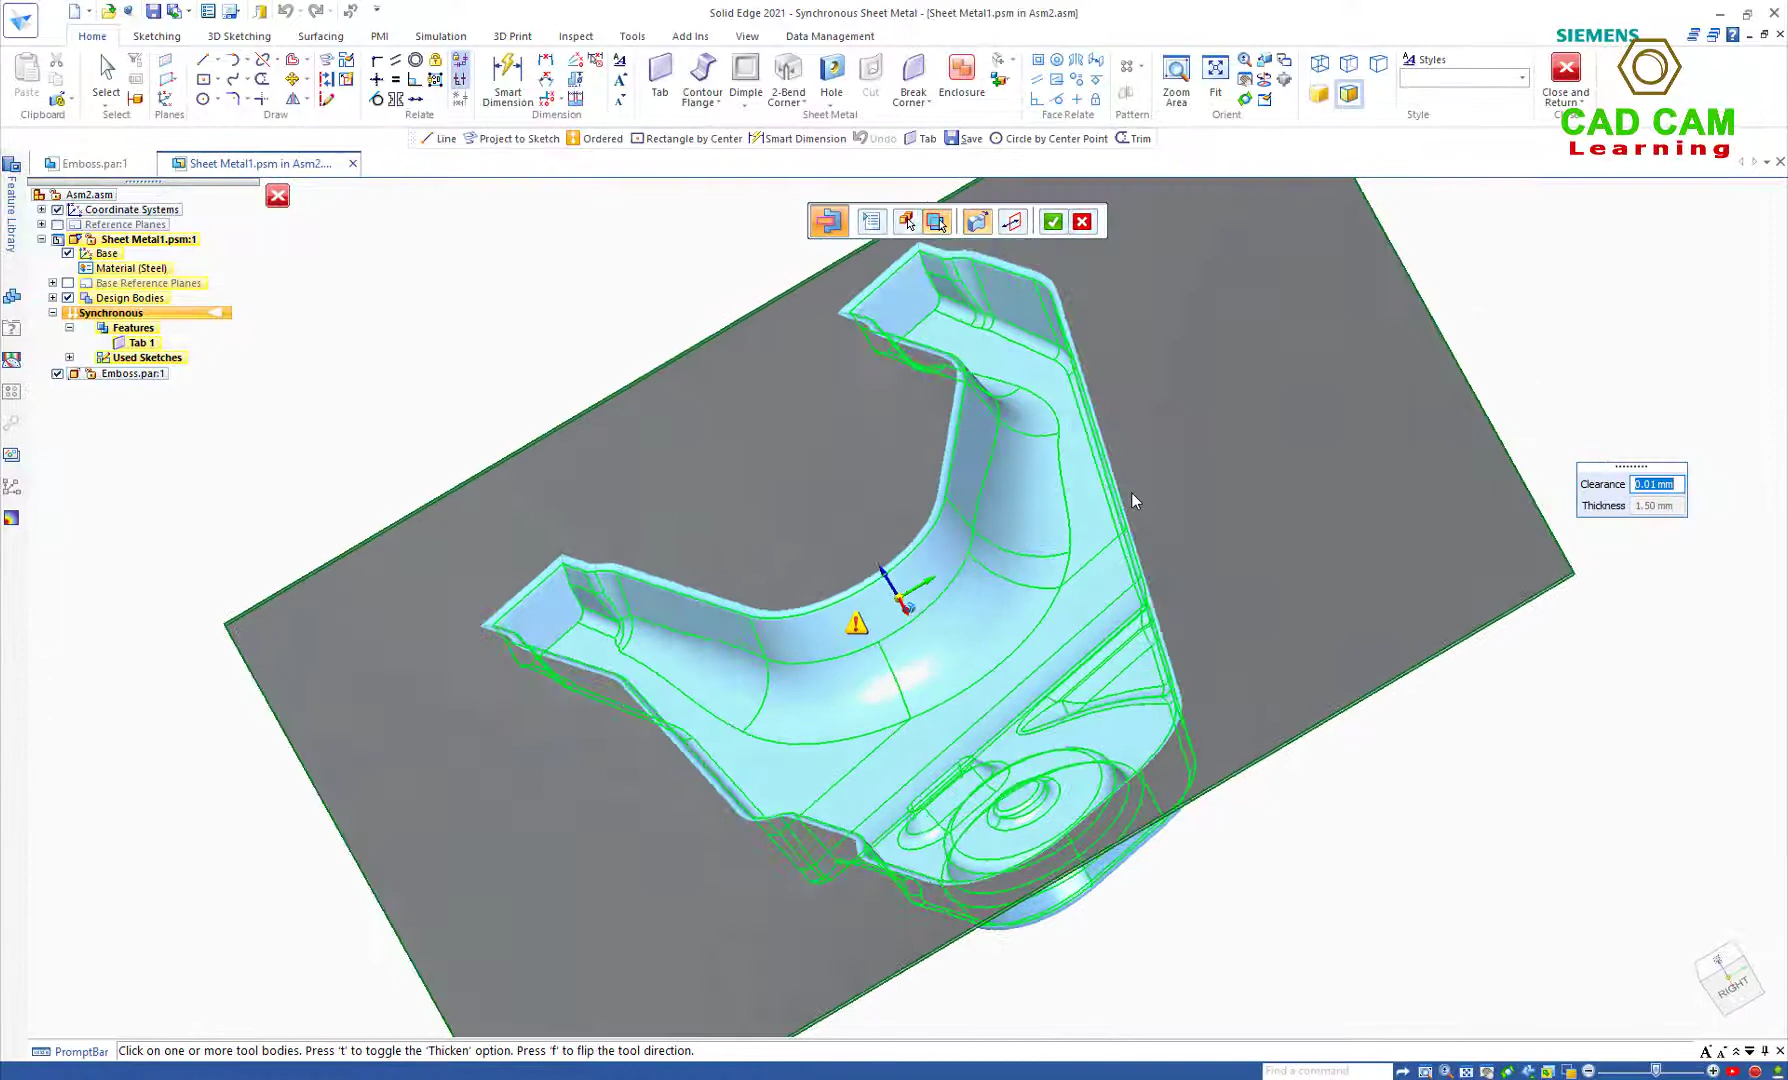 Solid Edge 2021 - Synchronous Sheet Metal - [Sheet Metal1.psm in Asm2.asm]
Home Sketching 3D Sketching Surfacing PMI Simulation 3D Print Inspect Tools Add Ins View Data Management
SIEMENS
CAD CAM
Learning
Paste
Clipboard
Select
Select
Planes
Draw
Relate
Smart Dimension
Dimension
Tab
Contour Flange
Dimple
2-Bend Corner
Hole
Cut
Break Corner
Enclosure
Sheet Metal
Face Relate
Pattern
Zoom Area
Fit
Orient
Styles
Style
Close and Return
Line Project to Sketch Ordered Rectangle by Center Smart Dimension Undo Tab Save Circle by Center Point Trim
Emboss.par:1
Sheet Metal1.psm in Asm2....
Feature Library
Asm2.asm
Coordinate Systems
Reference Planes
Sheet Metal1.psm:1
Base
Material (Steel)
Base Reference Planes
Design Bodies
Synchronous
Features
Tab 1
Used Sketches
Emboss.par:1
Clearance 0.01 mm
Thickness 1.50 mm
RIGHT
PromptBar
Click on one or more tool bodies. Press 't' to toggle the 'Thicken' option. Press 'f' to flip the tool direction.
Find a command